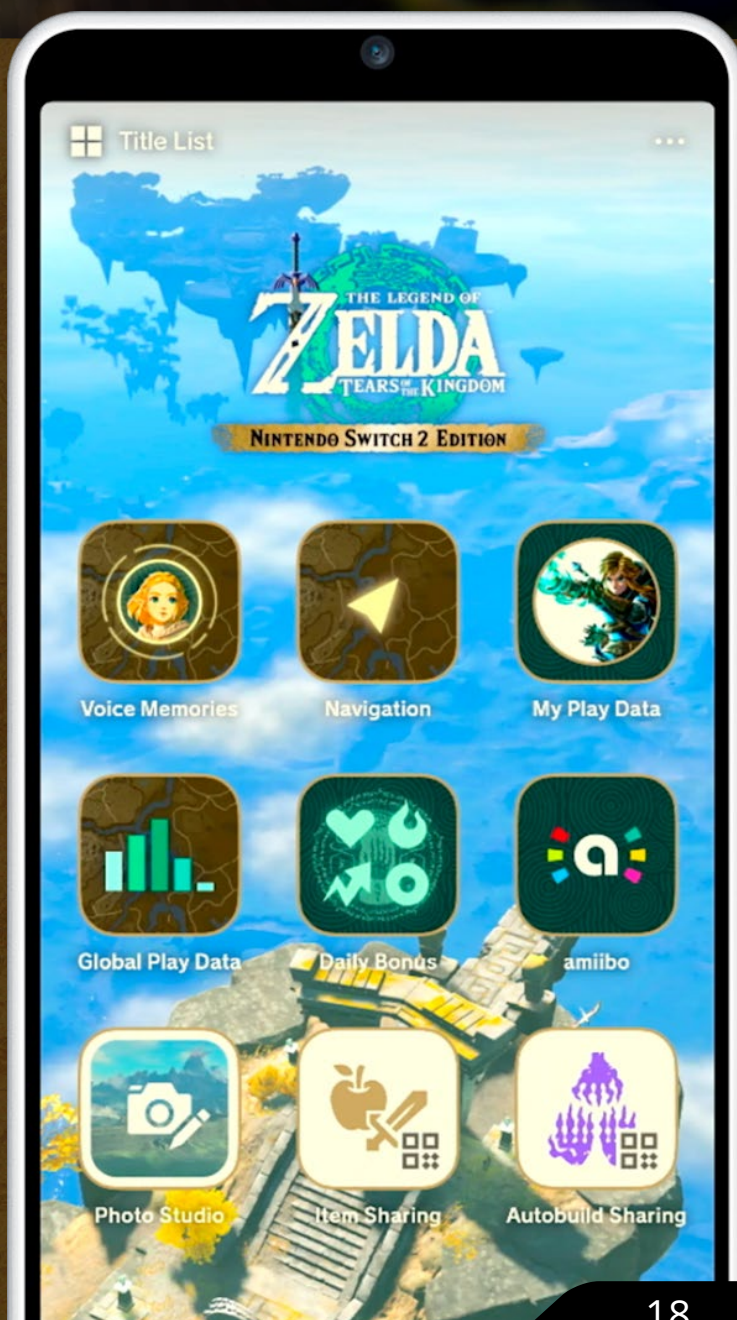 Title List
THE LEGEND OF
ZELDA
TEARS OF THE KINGDOM
NINTENDO SWITCH 2 EDITION
Voice Memories
Navigation
My Play Data
Global Play Data
Daily Bonus
a
amiibo
Photo Studio
Item Sharing
Autobuild Sharing
18